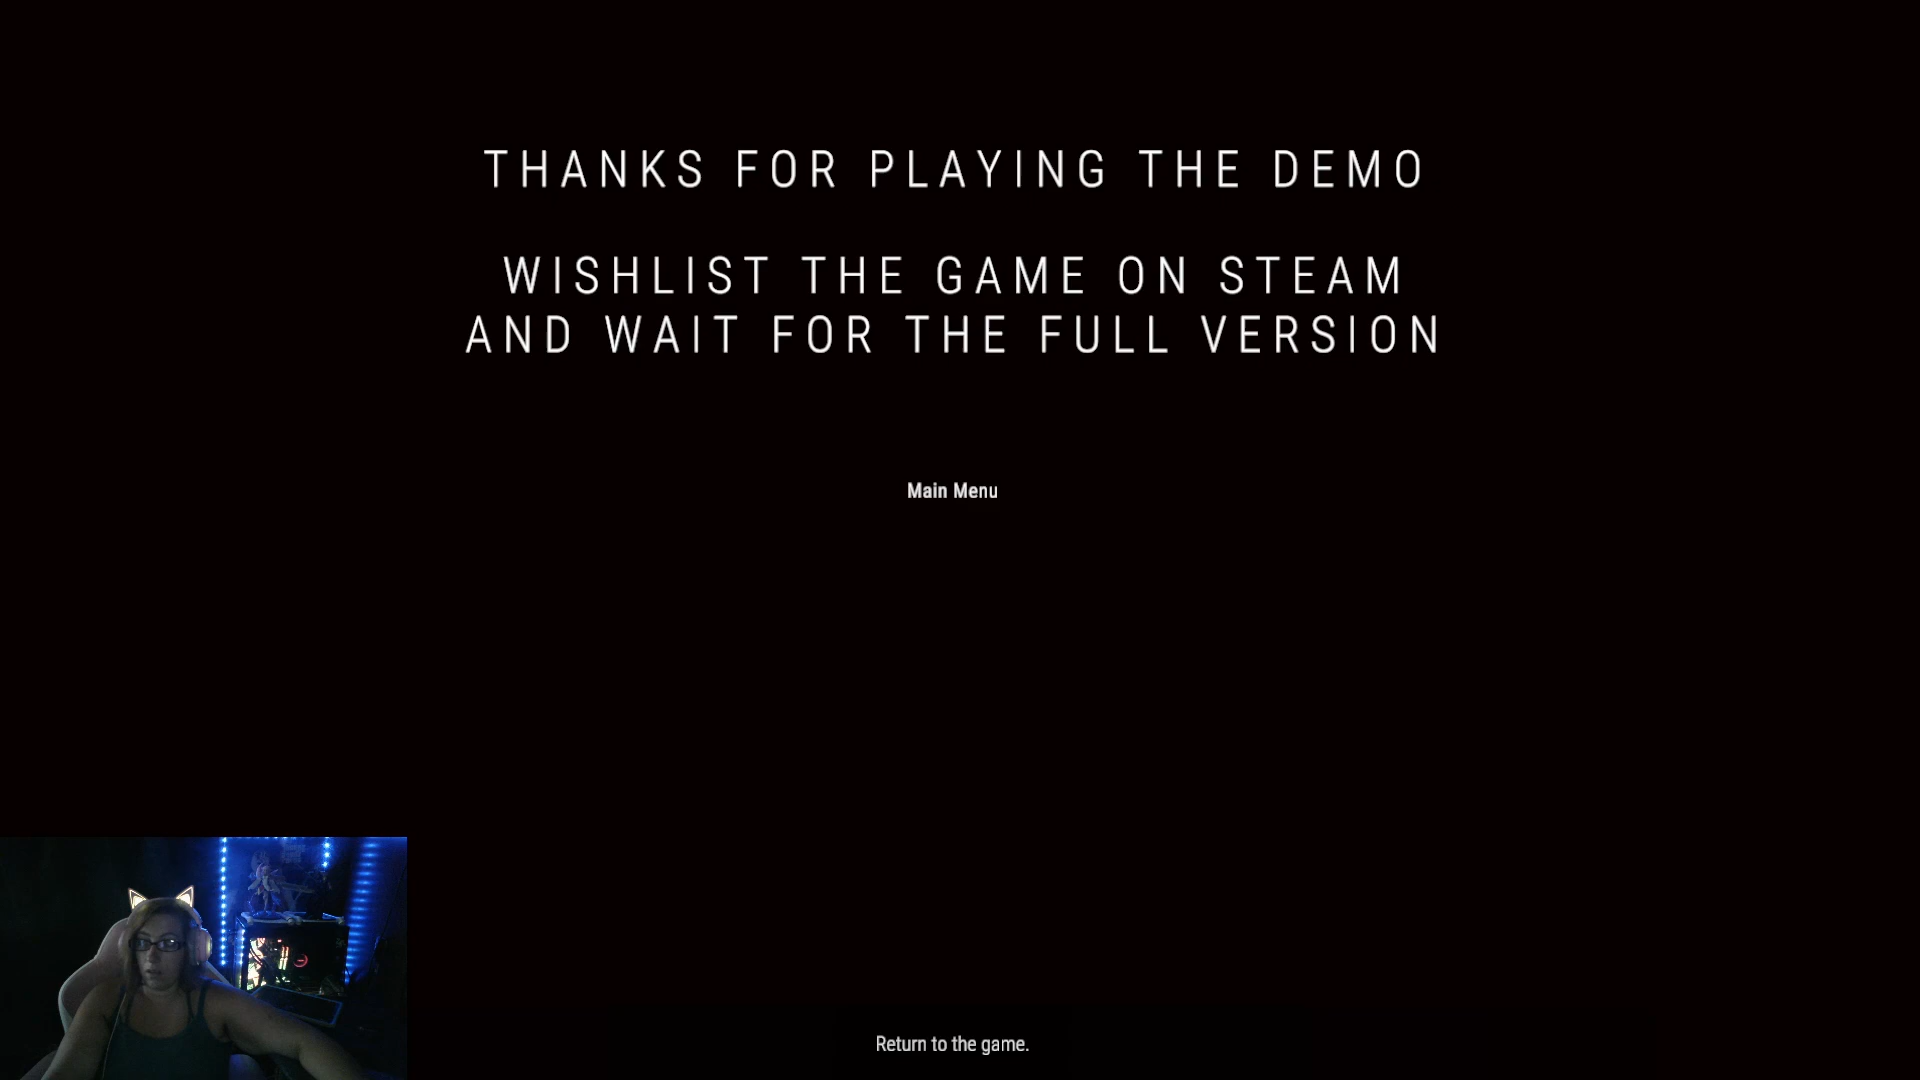 THANKS FOR PLAYING THE DEMO
WISHLIST THE GAME ON STEAM
AND WAIT FOR THE FULL VERSION
Main Menu
Return to the game.